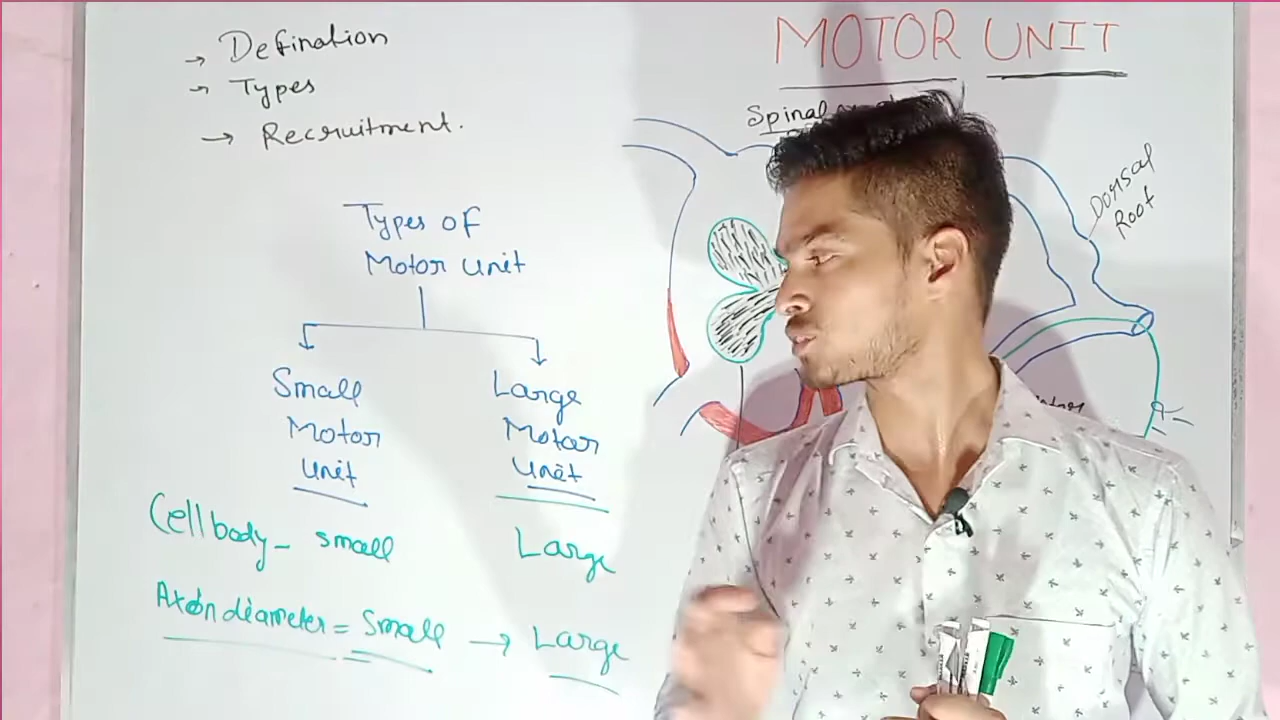 → Defination
→ Types
→ Recruitment.
MOTOR UNIT
Spinal
Dorsal
Root
Types of
Motor unit
Small
Motor
Unit
Large
Motor
Unit
Cell body - small Large
Axon diameter = Small → Large